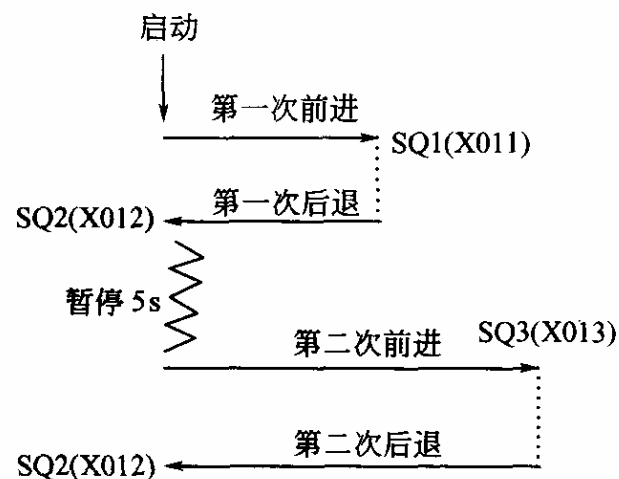 启动
第一次前进
SQ1(X011)
第一次后退
SQ2(X012)
暂停 5s
SQ3(X013)
第二次前进
第二次后退
SQ2(X012)